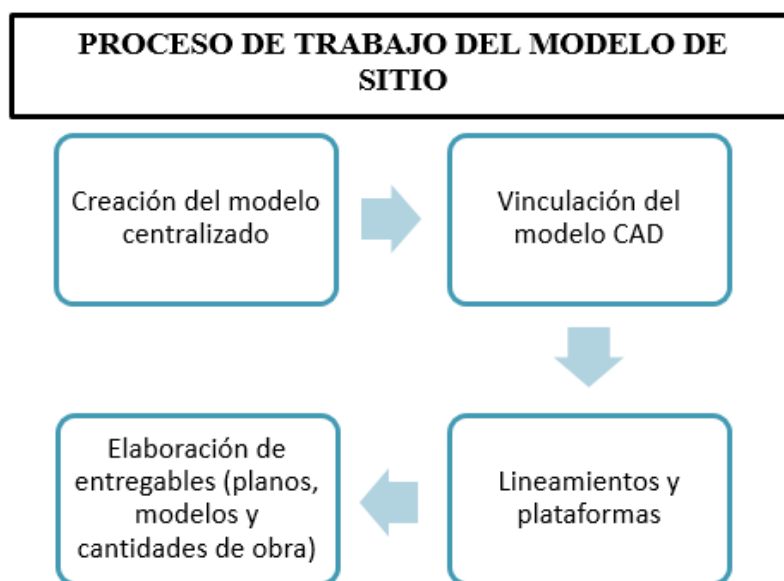 PROCESO DE TRABAJO DEL MODELO DE
SITIO
Creación del modelo
centralizado
Vinculación del
modelo CAD
Lineamientos y
plataformas
Elaboración de
entregables (planos,
modelos y
cantidades de obra)